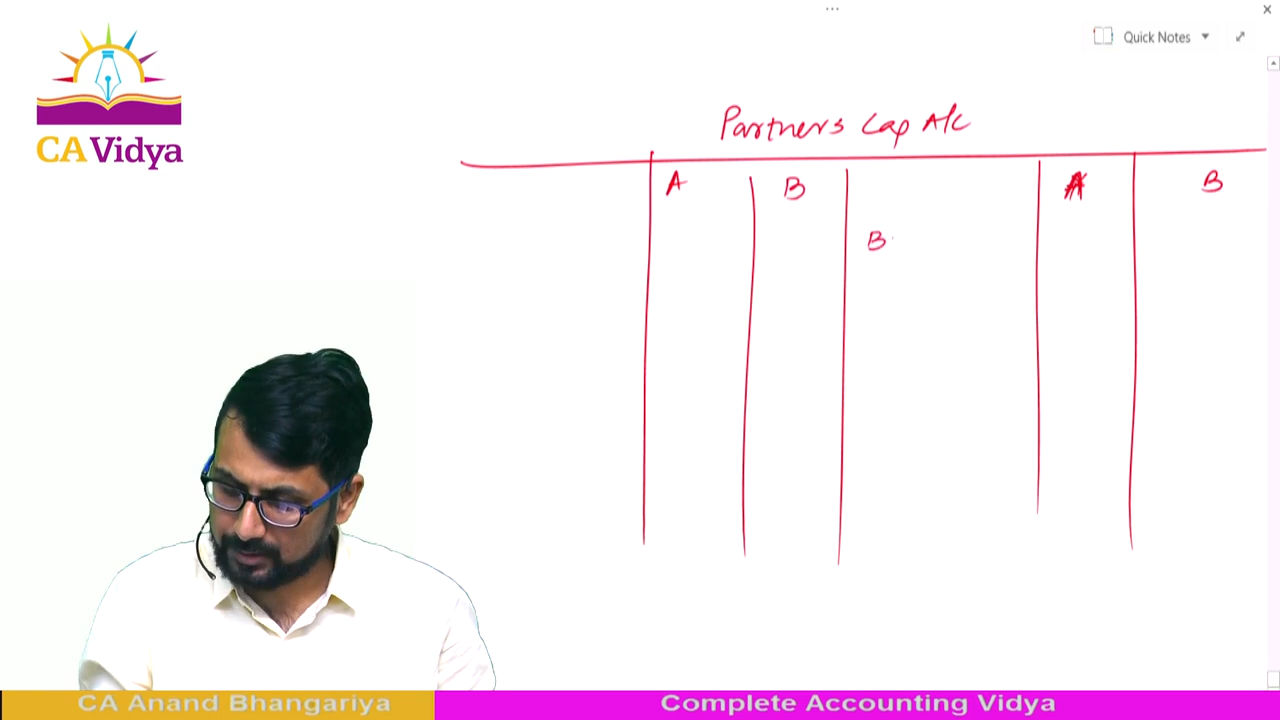 Quick Notes
CA Vidya
Partners Cap A/c
A B A B
B
CA Anand Bhangariya
Complete Accounting Vidya